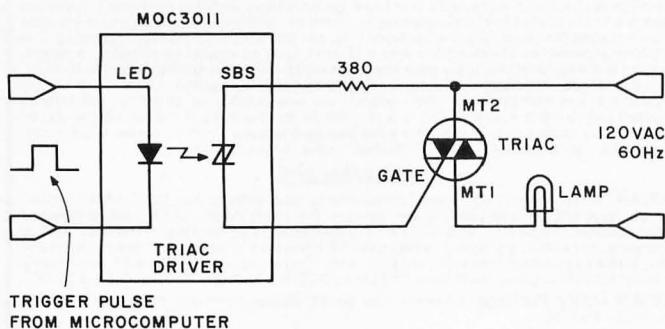 MOC3011
LED
SBS
380
MT2
TRIAC
120VAC
60Hz
GATE
MT1
LAMP
TRIAC
DRIVER
TRIGGER PULSE
FROM MICROCOMPUTER